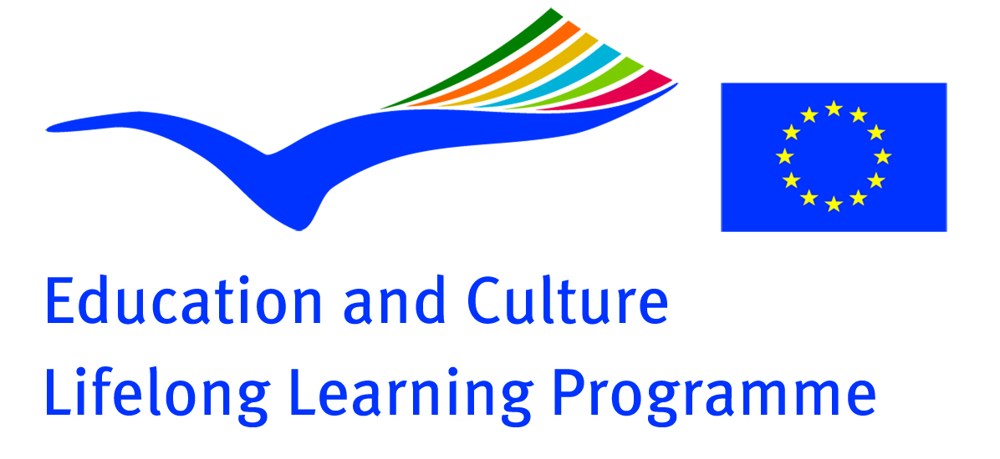 Education and Culture
Lifelong Learning Programme